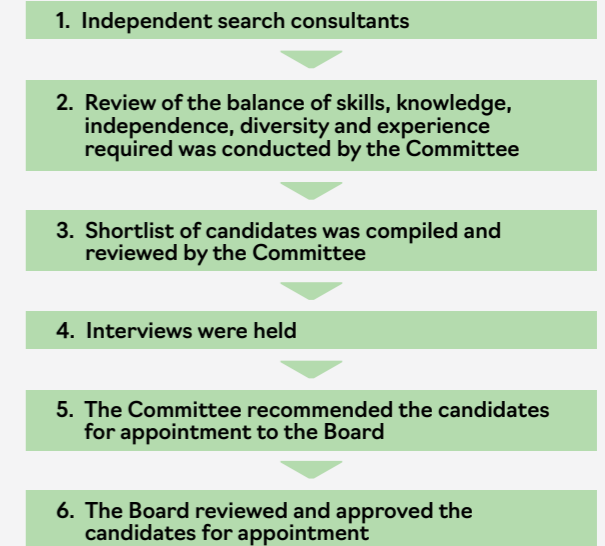 1. Independent search consultants
2. Review of the balance of skills, knowledge,
independence, diversity and experience
required was conducted by the Committee
3. Shortlist of candidates was compiled and
reviewed by the Committee
4. Interviews were held
5. The Committee recommended the candidates
for appointment to the Board
6. The Board reviewed and approved the
candidates for appointment